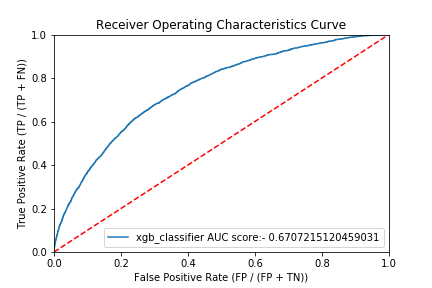 Receiver Operating Characteristics Curve
1.0
0.8
0.6
0.4
0.2
0.0
True Positive Rate (TP / (TP + FN))
xgb_classifier AUC score:- 0.6707215120459031
0.0 0.2 0.4 0.6 0.8 1.0
False Positive Rate (FP / (FP + TN))